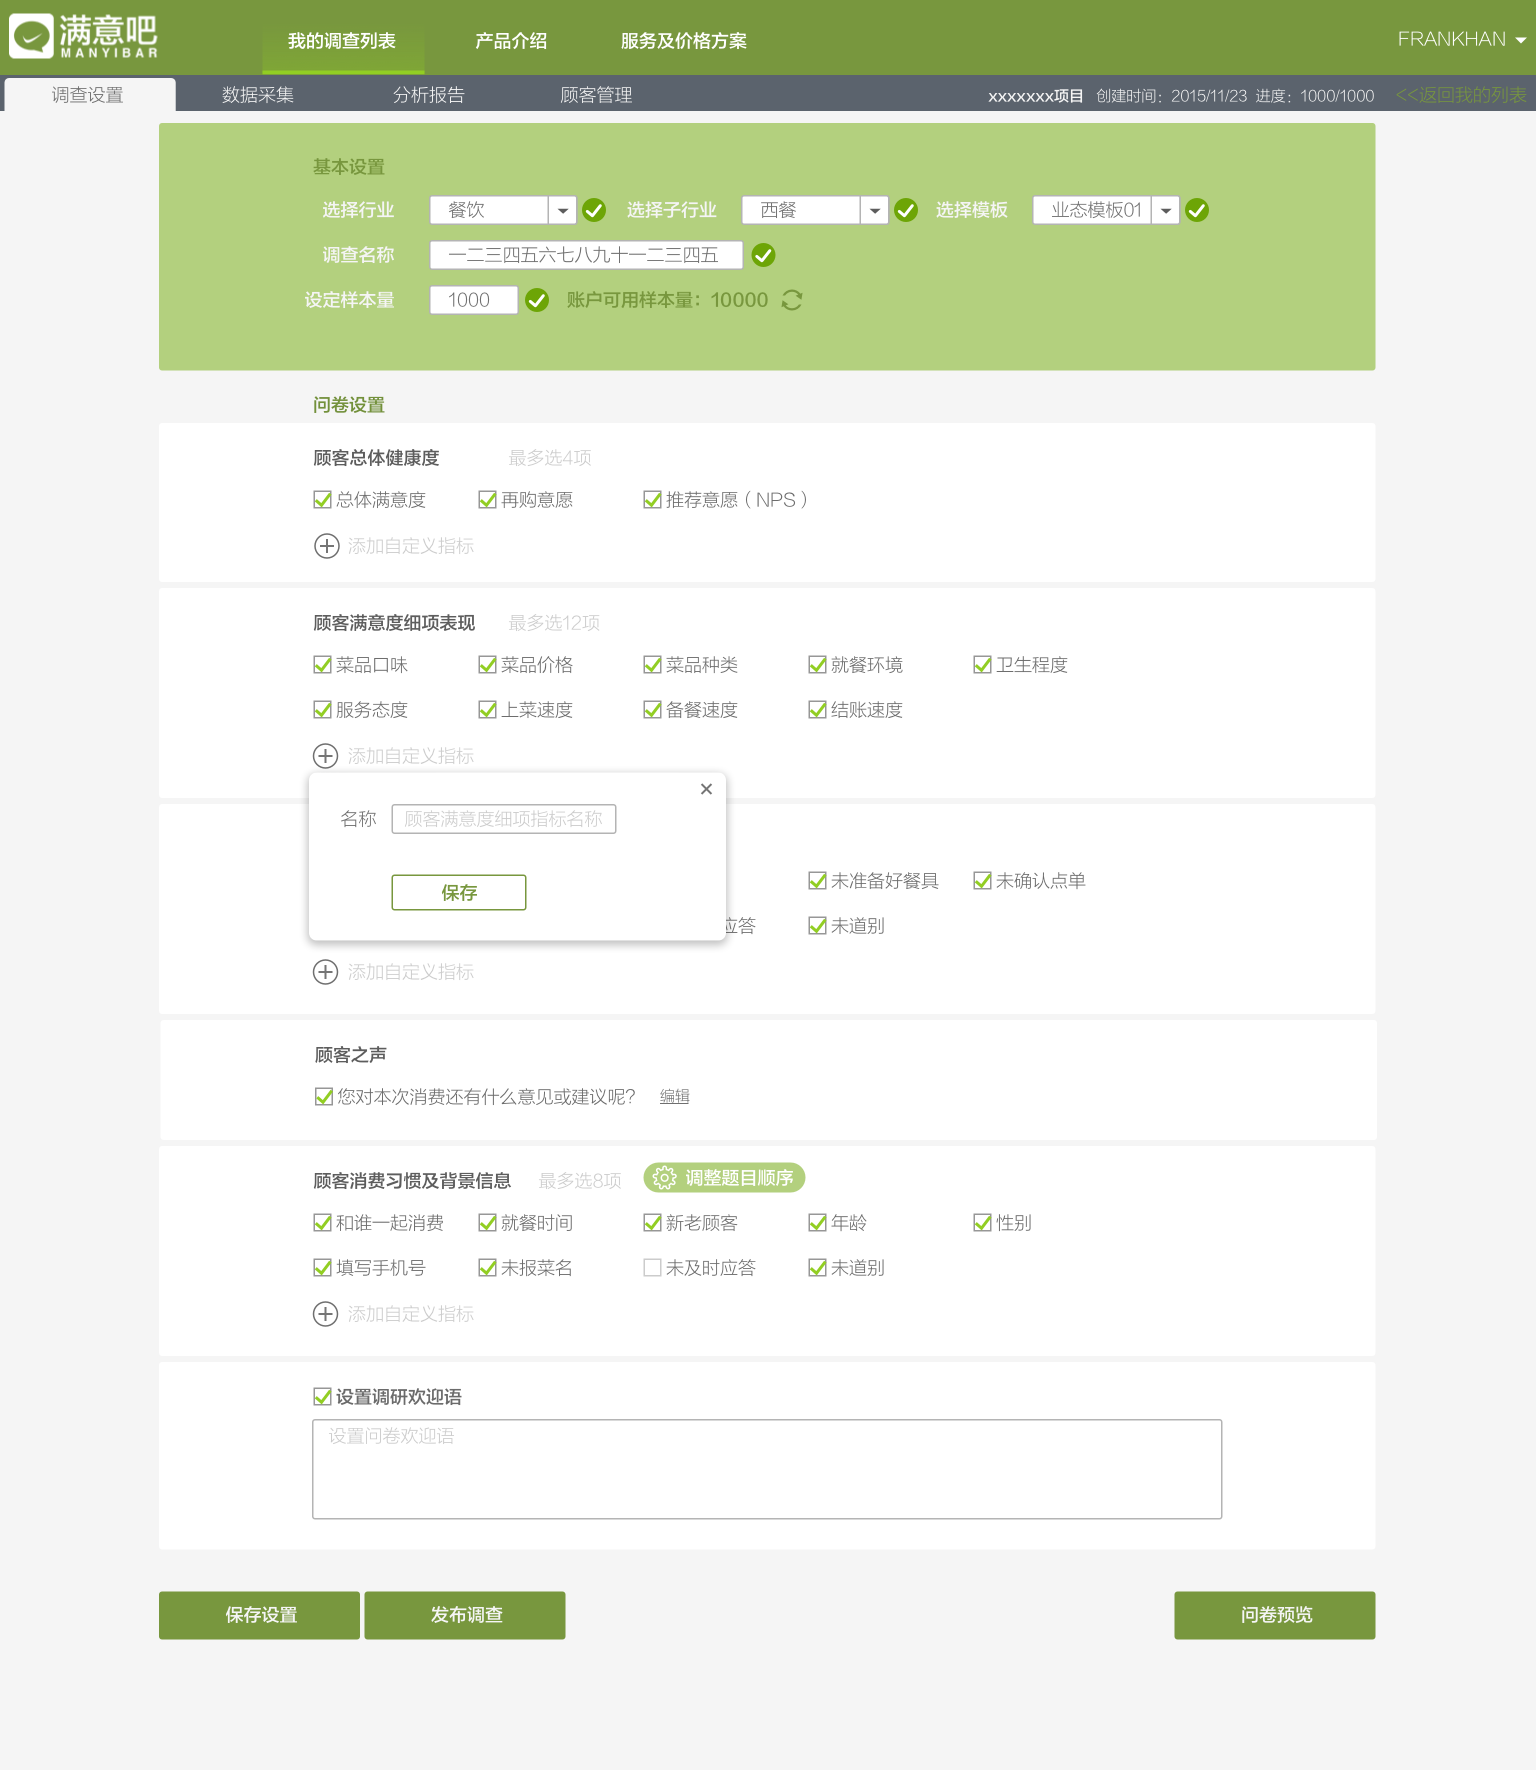 满意吧
MANYIBAR
我的调查列表 产品介绍 服务及价格方案 FRANKHAN
调查设置 数据采集 分析报告 顾客管理 xxxxxxx项目 创建时间：2015/11/23 进度：1000/1000 <<返回我的列表
基本设置
选择行业 餐饮 选择子行业 西餐 选择模板 业态模板01
调查名称 一二三四五六七八九十一二三四五
设定样本量 1000 账户可用样本量：10000
问卷设置
顾客总体健康度 最多选4项
总体满意度 再购意愿 推荐意愿（NPS）
添加自定义指标
顾客满意度细项表现 最多选12项
菜品口味 菜品价格 菜品种类 就餐环境 卫生程度
服务态度 上菜速度 备餐速度 结账速度
添加自定义指标
名称 顾客满意度细项指标名称
保存
未准备好餐具 未确认点单
应答 未道别
添加自定义指标
顾客之声
您对本次消费还有什么意见或建议呢？ 编辑
顾客消费习惯及背景信息 最多选8项 调整题目顺序
和谁一起消费 就餐时间 新老顾客 年龄 性别
填写手机号 未报菜名 未及时应答 未道别
添加自定义指标
设置调研欢迎语
设置问卷欢迎语
保存设置 发布调查 问卷预览